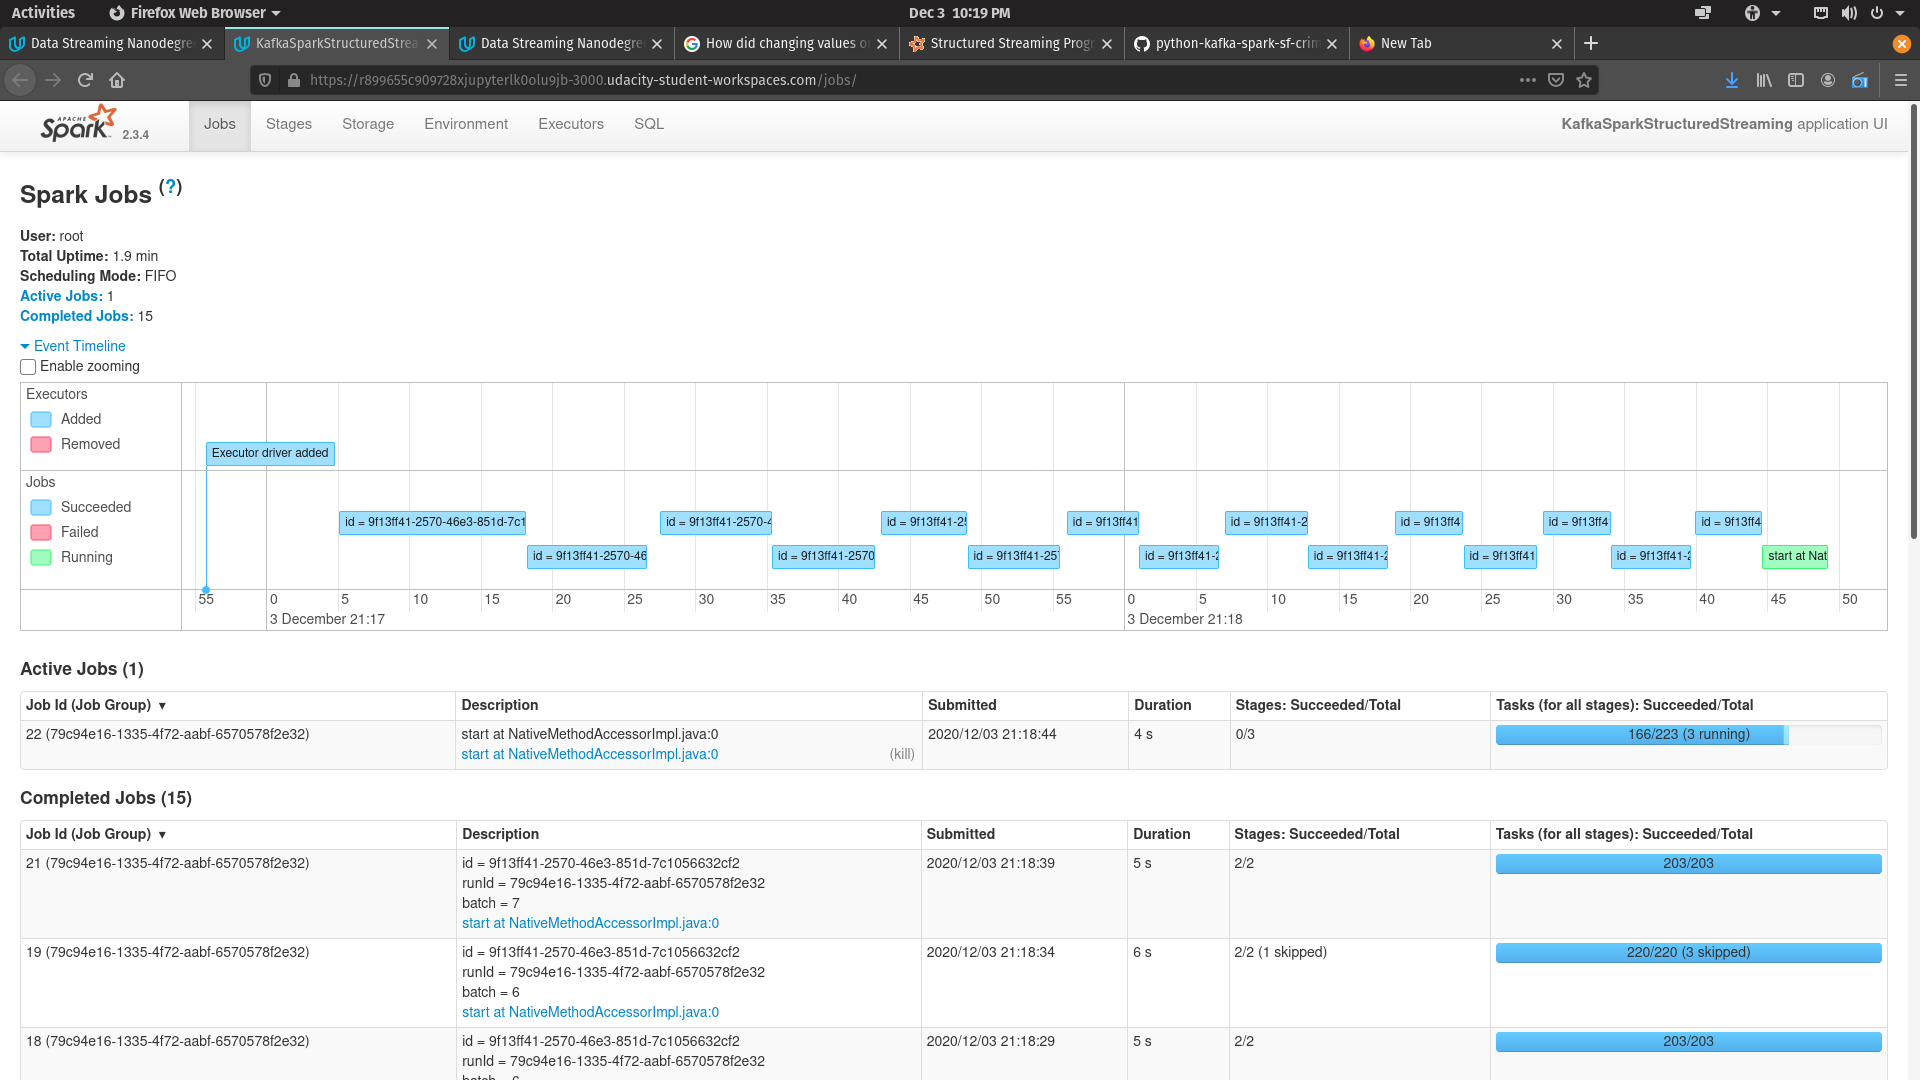 Activities
Firefox Web Browser
Dec 3 10:19 PM
Data Streaming Nanodegre
KafkaSparkStructuredStrea
Data Streaming Nanodegre
How did changing values o
Structured Streaming Prog
python-kafka-spark-sf-crim
New Tab
https://r899655c909728xjupyterlk0olu9jb-3000.udacity-student-workspaces.com/jobs/
APACHE Spark 2.3.4
Jobs Stages Storage Environment Executors SQL
KafkaSparkStructuredStreaming application UI
Spark Jobs (?)
User: root
Total Uptime: 1.9 min
Scheduling Mode: FIFO
Active Jobs: 1
Completed Jobs: 15
Event Timeline
Enable zooming
Executors
Added
Removed
Executor driver added
Jobs
Succeeded
Failed
Running
id = 9f13ff41-2570-46e3-851d-7c1 id = 9f13ff41-2570-4 id = 9f13ff41-25 id = 9f13ff41 id = 9f13ff41-2 id = 9f13ff4 id = 9f13ff4 id = 9f13ff4
id = 9f13ff41-2570-46 id = 9f13ff41-2570 id = 9f13ff41-257 id = 9f13ff41-2 id = 9f13ff41-2 id = 9f13ff41 id = 9f13ff41-2 start at Nat
55 0 5 10 15 20 25 30 35 40 45 50 55 0 5 10 15 20 25 30 35 40 45 50
3 December 21:17 3 December 21:18
Active Jobs (1)
Job Id (Job Group) ▾ Description Submitted Duration Stages: Succeeded/Total Tasks (for all stages): Succeeded/Total
22 (79c94e16-1335-4f72-aabf-6570578f2e32) start at NativeMethodAccessorImpl.java:0 2020/12/03 21:18:44 4 s 0/3 166/223 (3 running)
start at NativeMethodAccessorImpl.java:0 (kill)
Completed Jobs (15)
Job Id (Job Group) ▾ Description Submitted Duration Stages: Succeeded/Total Tasks (for all stages): Succeeded/Total
21 (79c94e16-1335-4f72-aabf-6570578f2e32) id = 9f13ff41-2570-46e3-851d-7c1056632cf2 2020/12/03 21:18:39 5 s 2/2 203/203
runId = 79c94e16-1335-4f72-aabf-6570578f2e32
batch = 7
start at NativeMethodAccessorImpl.java:0
19 (79c94e16-1335-4f72-aabf-6570578f2e32) id = 9f13ff41-2570-46e3-851d-7c1056632cf2 2020/12/03 21:18:34 6 s 2/2 (1 skipped) 220/220 (3 skipped)
runId = 79c94e16-1335-4f72-aabf-6570578f2e32
batch = 6
start at NativeMethodAccessorImpl.java:0
18 (79c94e16-1335-4f72-aabf-6570578f2e32) id = 9f13ff41-2570-46e3-851d-7c1056632cf2 2020/12/03 21:18:29 5 s 2/2 203/203
runId = 79c94e16-1335-4f72-aabf-6570578f2e32
batch = 6